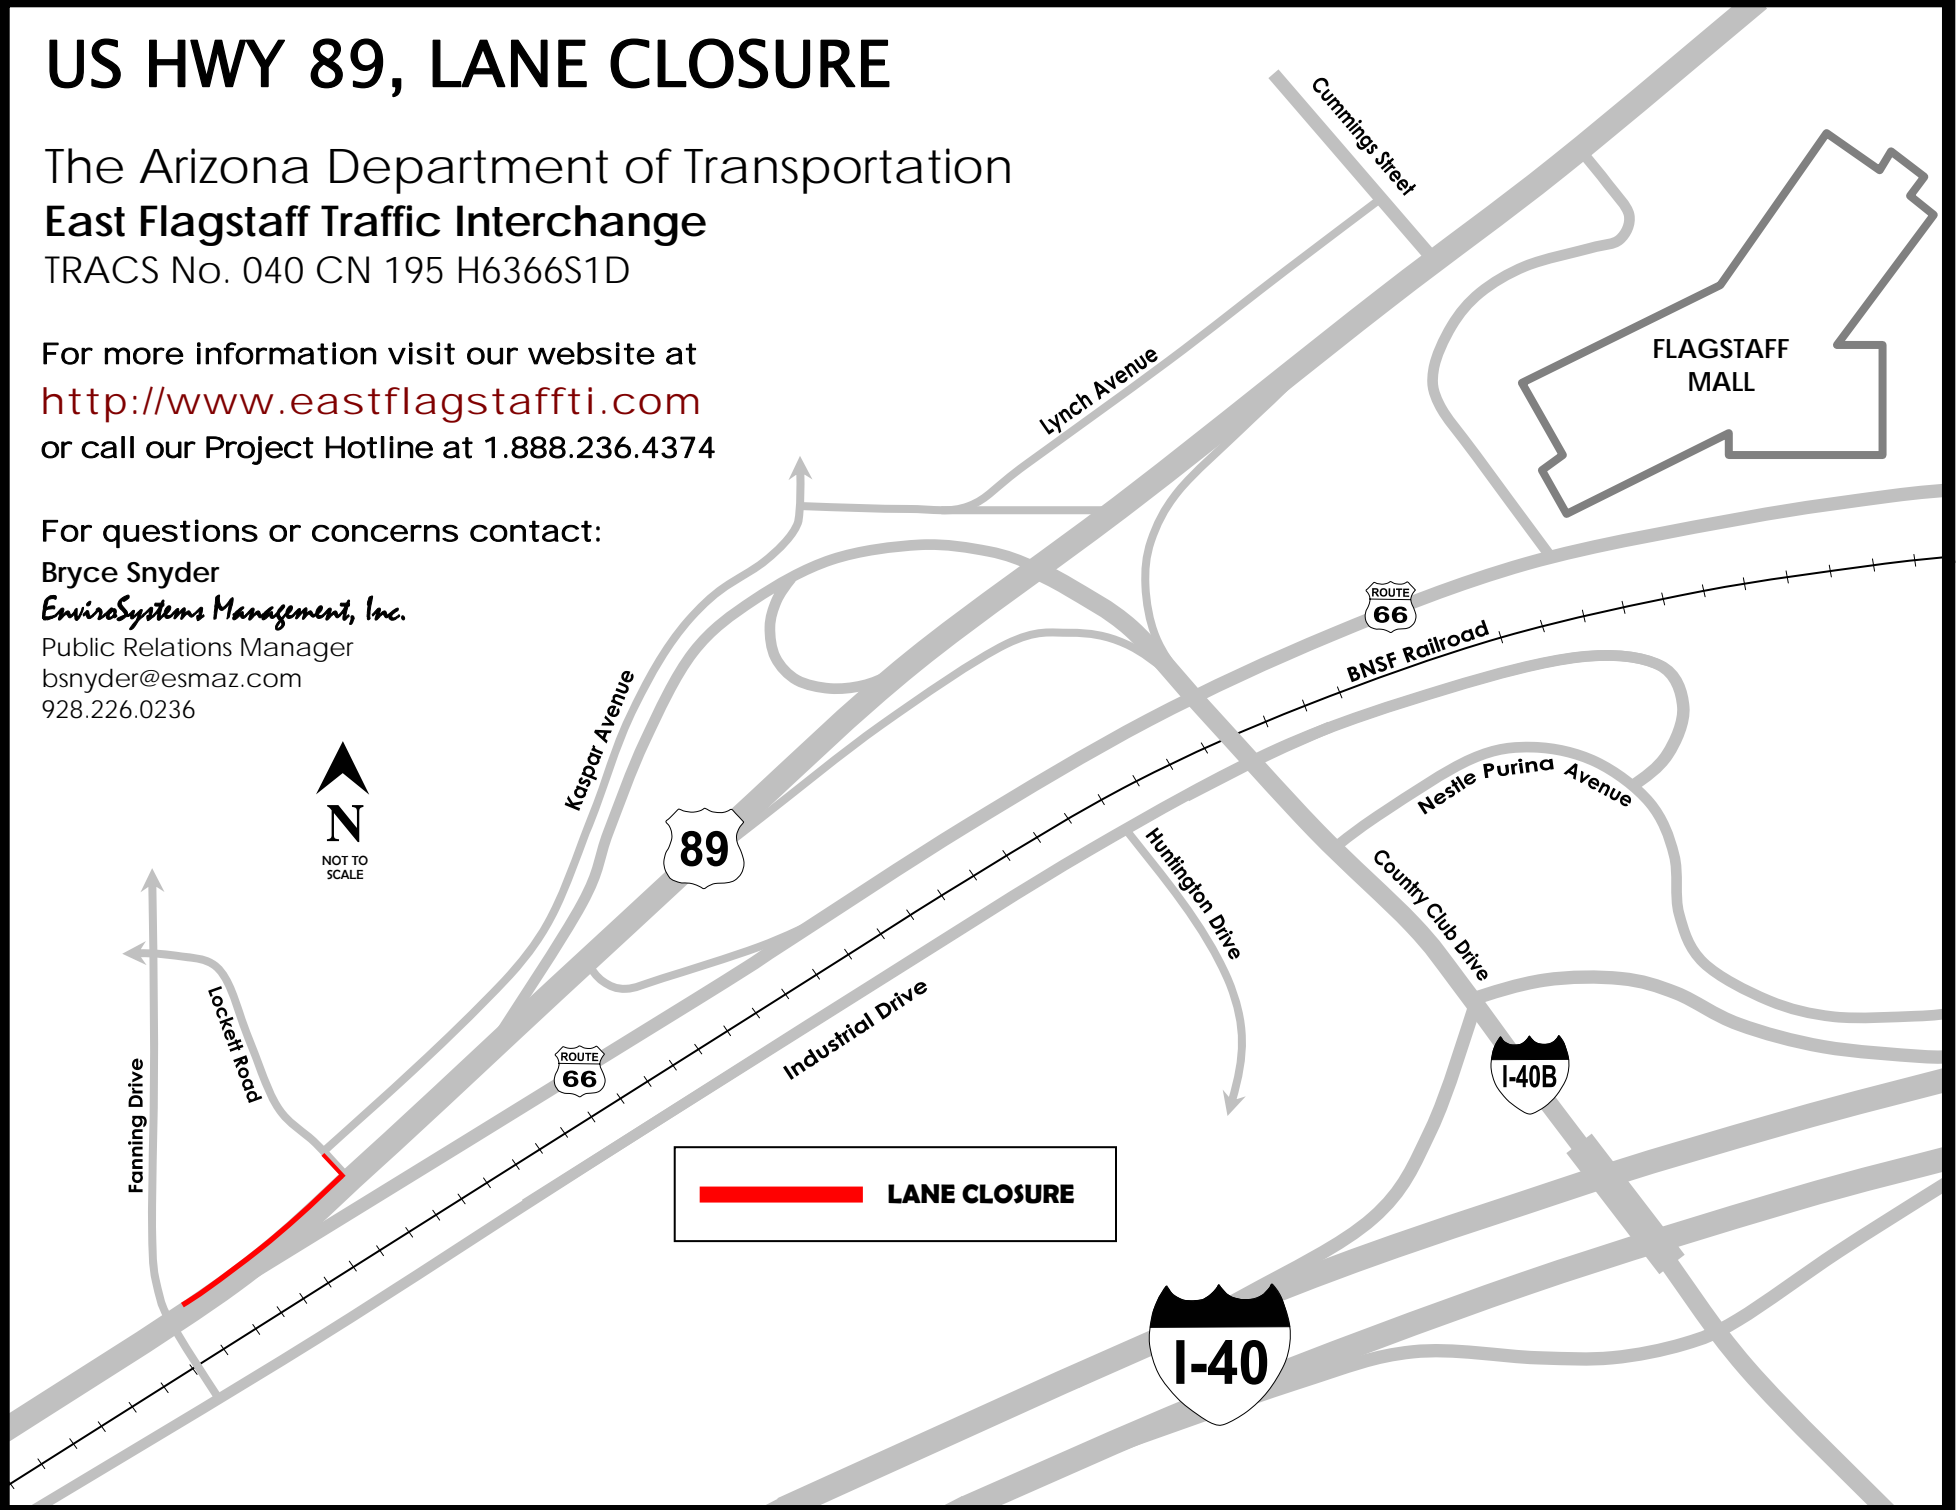 US HWY 89, LANE CLOSURE
The Arizona Department of Transportation
East Flagstaff Traffic Interchange
TRACS No. 040 CN 195 H6366S1D
For more information visit our website at
http://www.eastflagstaffti.com
or call our Project Hotline at 1.888.236.4374
For questions or concerns contact:
Bryce Snyder
EnviroSystems Management, Inc.
Public Relations Manager
bsnyder@esmaz.com
928.226.0236
N
NOT TO
SCALE
Cummings Street
Lynch Avenue
FLAGSTAFF
MALL
ROUTE
66
BNSF Railroad
Kaspar Avenue
89
Nestle Purina Avenue
Huntington Drive
Country Club Drive
Industrial Drive
Lockett Road
Fanning Drive
ROUTE
66
I-40B
LANE CLOSURE
I-40